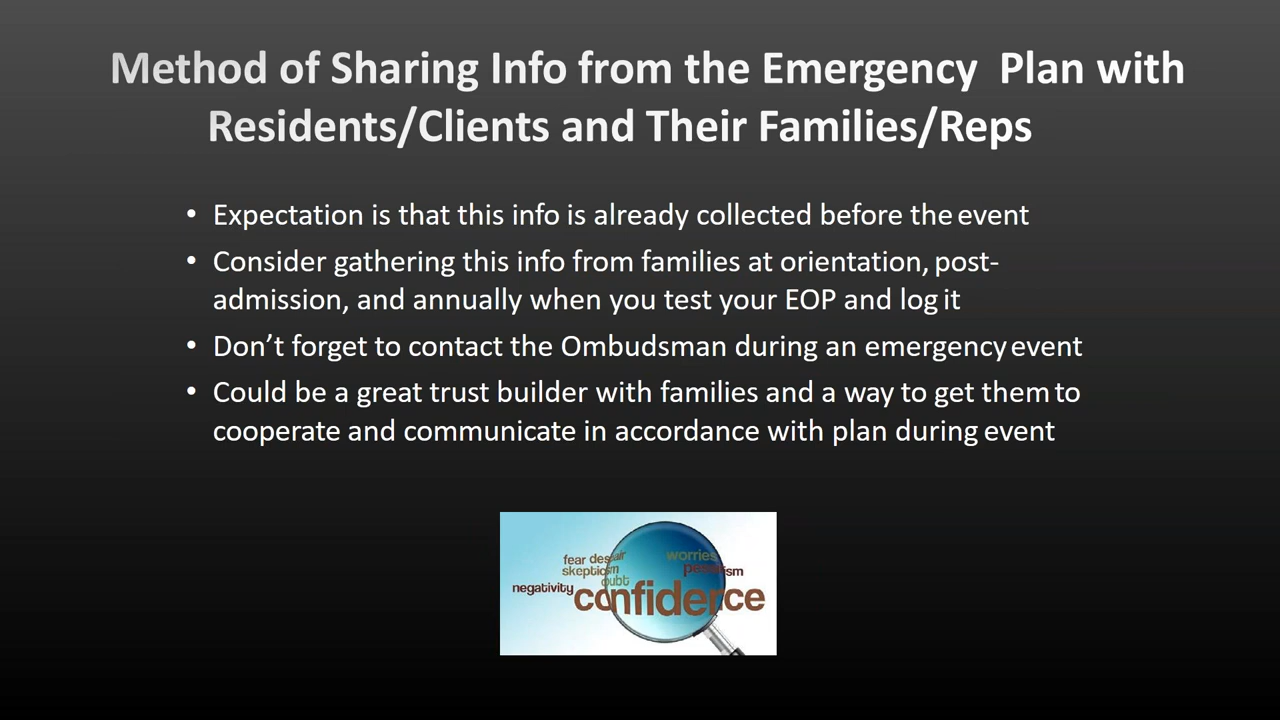 Method of Sharing Info from the Emergency Plan with
Residents/Clients and Their Families/Reps
• Expectation is that this info is already collected before the event
• Consider gathering this info from families at orientation, post-
admission, and annually when you test your EOP and log it
• Don't forget to contact the Ombudsman during an emergency event
• Could be a great trust builder with families and a way to get them to
cooperate and communicate in accordance with plan during event
fear despair worries
skepticism
negativity
confidence